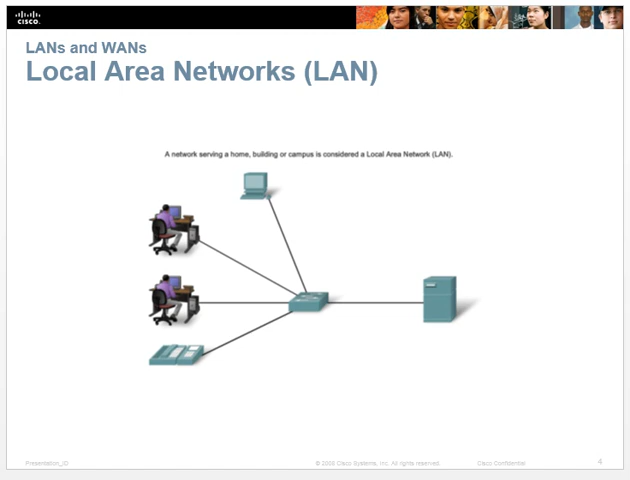 CISCO
LANs and WANs
Local Area Networks (LAN)
A network serving a home, building or campus is considered a Local Area Network (LAN).
Presentation_ID
© 2008 Cisco Systems, Inc. All rights reserved.
Cisco Confidential
4